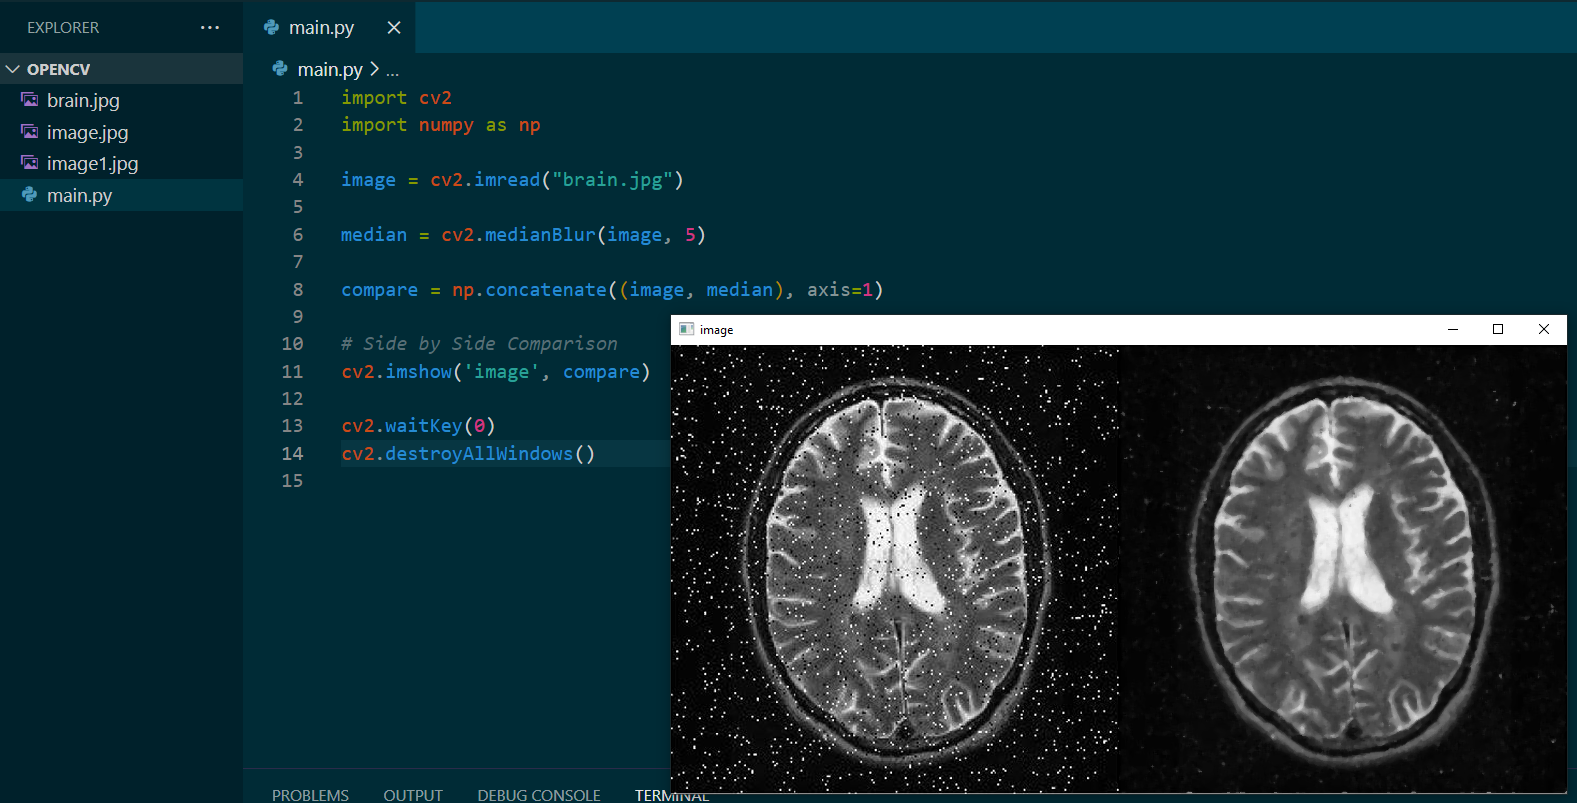 EXPLORER ...
OPENCV
brain.jpg
image.jpg
image1.jpg
main.py
main.py
main.py > ...
1 import cv2
2 import numpy as np
3
4 image = cv2.imread("brain.jpg")
5
6 median = cv2.medianBlur(image, 5)
7
8 compare = np.concatenate((image, median), axis=1)
9
10 # Side by Side Comparison
11 cv2.imshow('image', compare)
12
13 cv2.waitKey(0)
14 cv2.destroyAllWindows()
15
image
PROBLEMS OUTPUT DEBUG CONSOLE TERMINAL